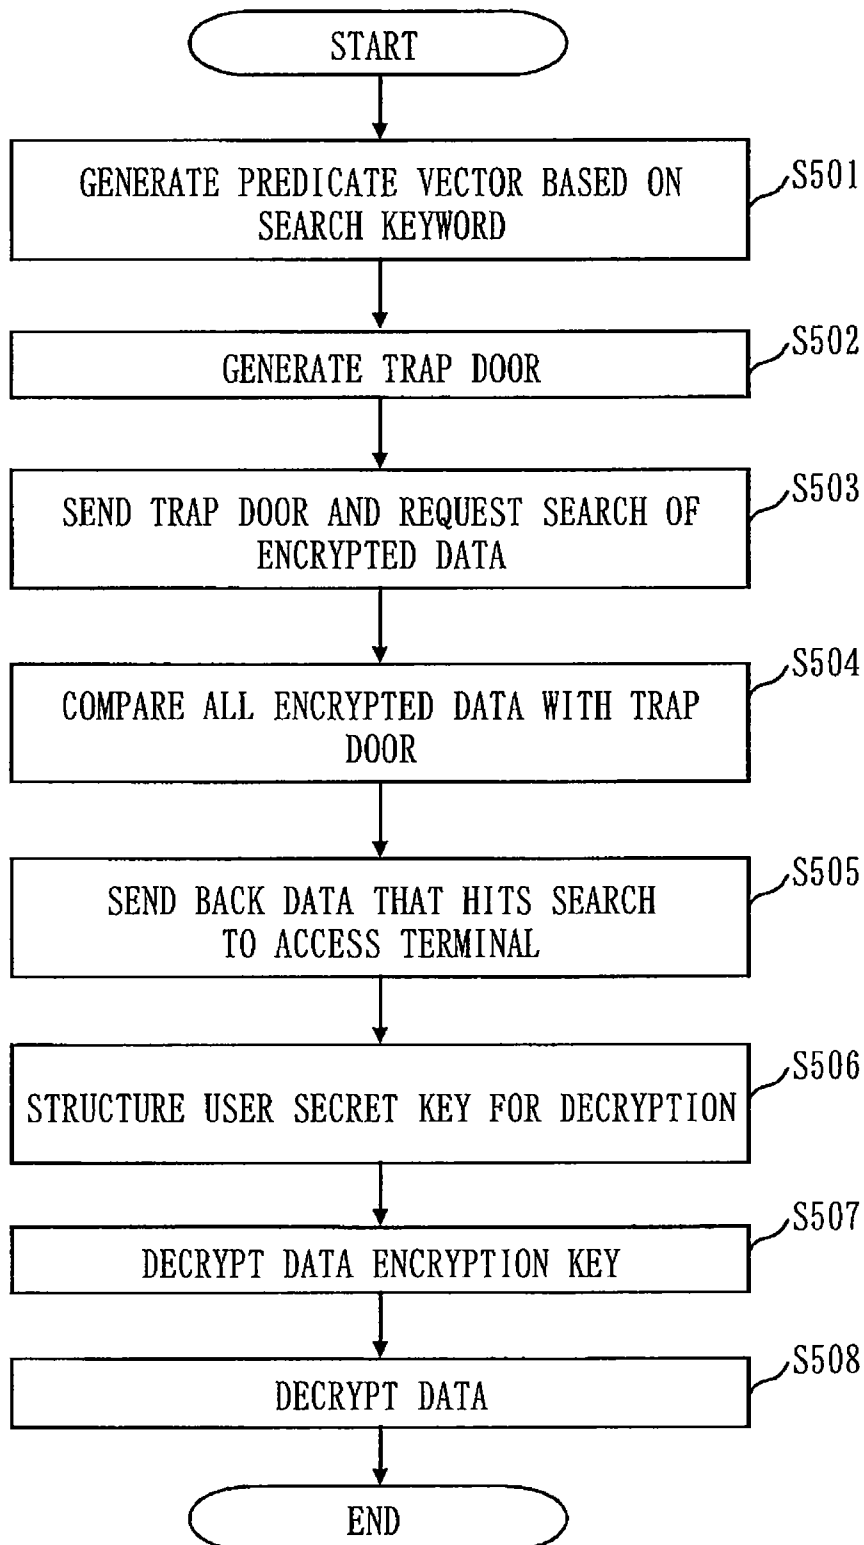 START
GENERATE PREDICATE VECTOR BASED ON
SEARCH KEYWORD
S501
GENERATE TRAP DOOR
S502
SEND TRAP DOOR AND REQUEST SEARCH OF
ENCRYPTED DATA
S503
COMPARE ALL ENCRYPTED DATA WITH TRAP
DOOR
S504
SEND BACK DATA THAT HITS SEARCH
TO ACCESS TERMINAL
S505
STRUCTURE USER SECRET KEY FOR DECRYPTION
S506
DECRYPT DATA ENCRYPTION KEY
S507
DECRYPT DATA
S508
END